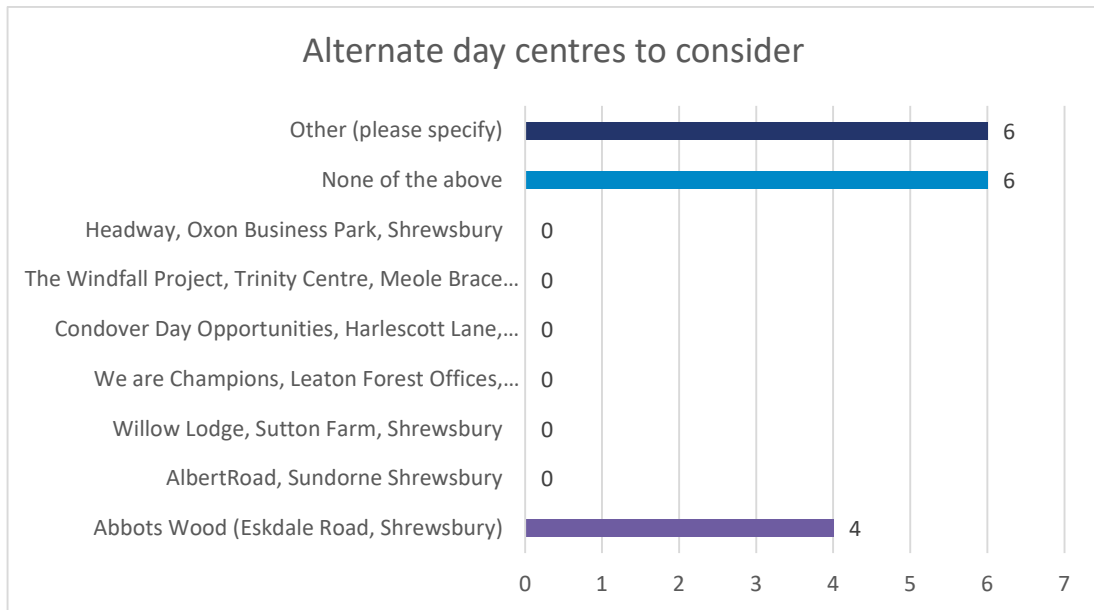 Alternate day centres to consider
Other (please specify)
6
None of the above
6
Headway, Oxon Business Park, Shrewsbury
0
The Windfall Project, Trinity Centre, Meole Brace...
0
Condover Day Opportunities, Harlescott Lane,...
0
We are Champions, Leaton Forest Offices,...
0
Willow Lodge, Sutton Farm, Shrewsbury
0
AlbertRoad, Sundorne Shrewsbury
0
Abbots Wood (Eskdale Road, Shrewsbury)
4
0 1 2 3 4 5 6 7